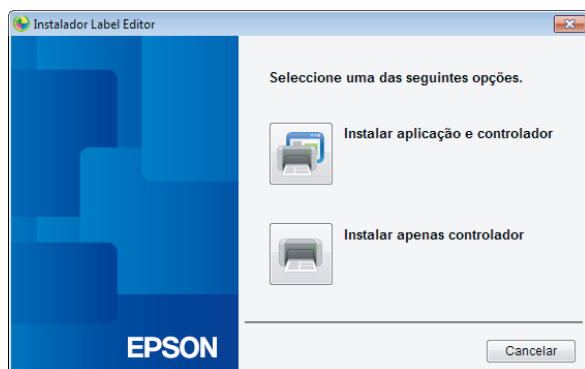 Instalador Label Editor
Seleccione uma das seguintes opções.
Instalar aplicação e controlador
Instalar apenas controlador
EPSON
Cancelar